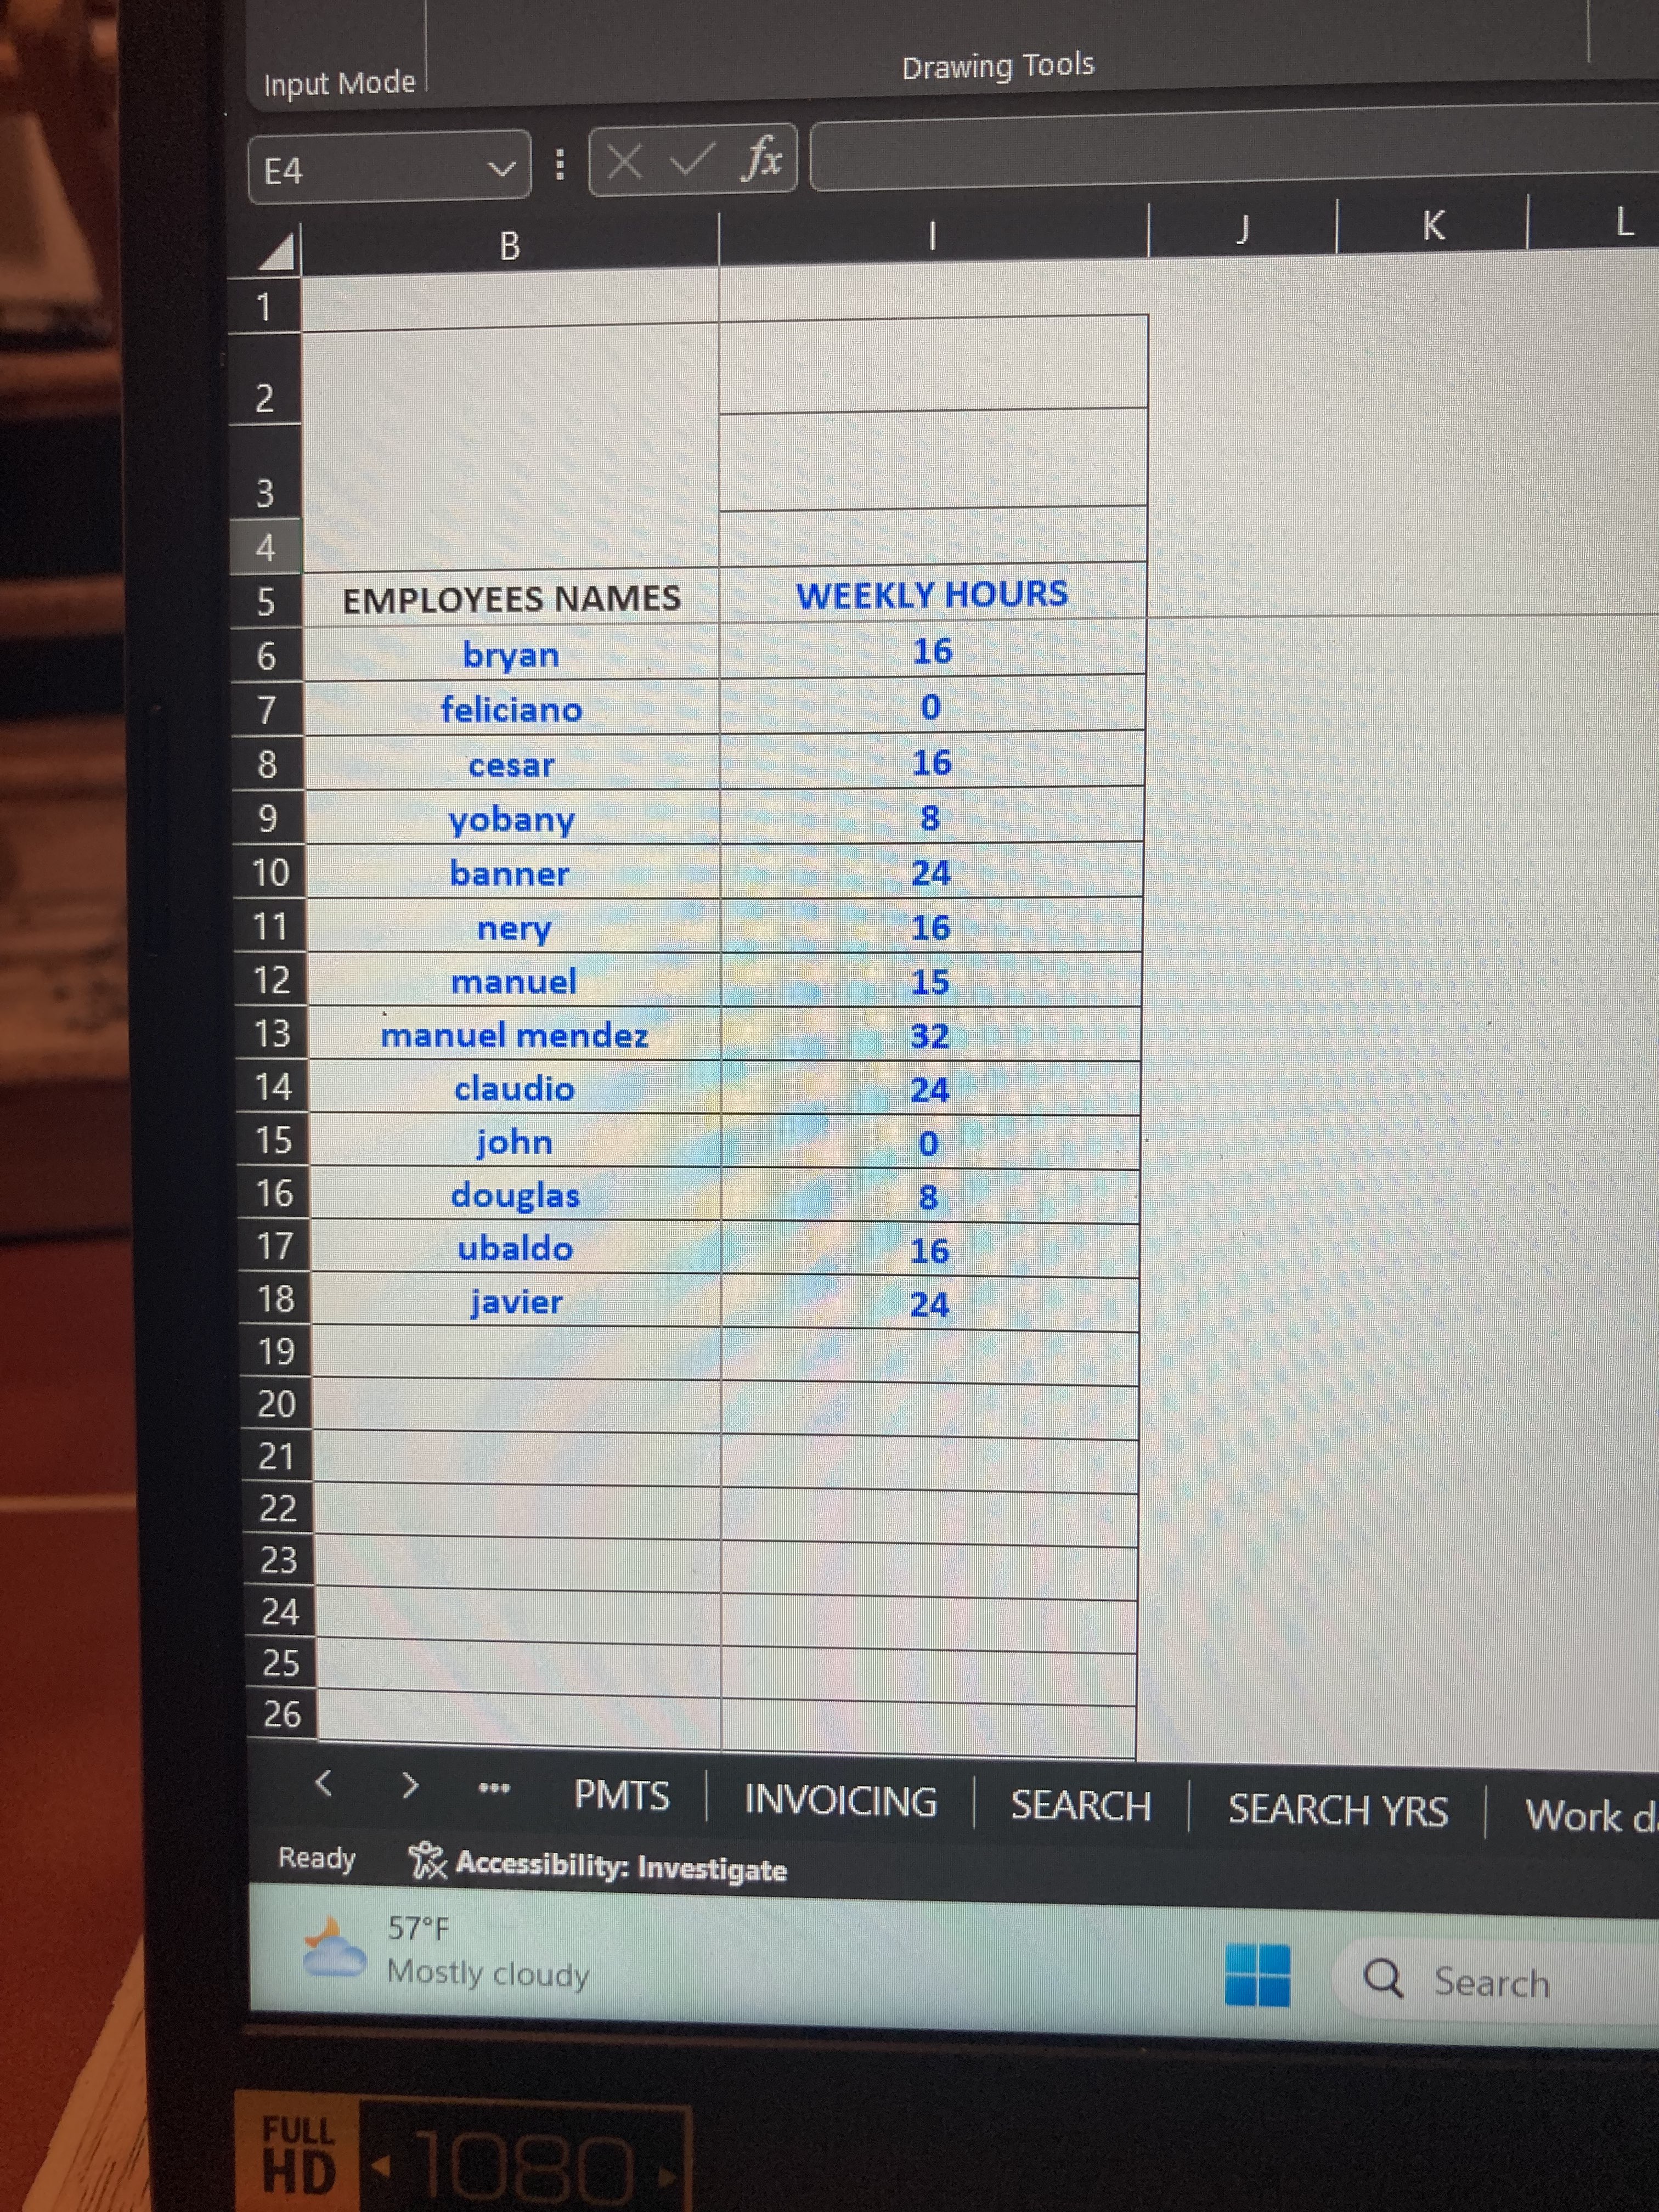 Input Mode Drawing Tools
E4 fx
B I J K L
1
2
3
4
5 EMPLOYEES NAMES WEEKLY HOURS
6 bryan 16
7 feliciano 0
8 cesar 16
9 yobany 8
10 banner 24
11 nery 16
12 manuel 15
13 manuel mendez 32
14 claudio 24
15 john 0
16 douglas 8
17 ubaldo 16
18 javier 24
19
20
21
22
23
24
25
26
PMTS INVOICING SEARCH SEARCH YRS Work
Ready Accessibility: Investigate
57°F
Mostly cloudy
Search
FULL
HD 1080